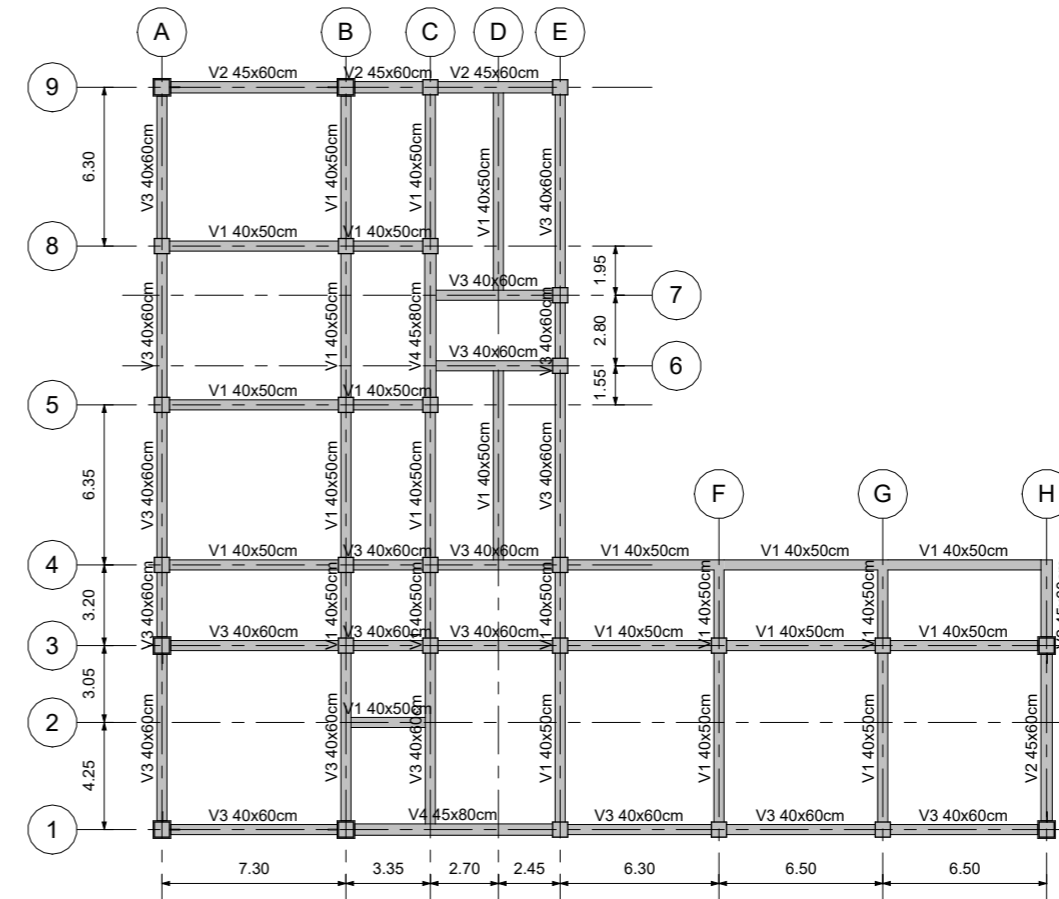 A B C D E
9 V2 45x60cm V2 45x60cm V2 45x60cm
6.30 V3 40x60cm V1 40x50cm V1 40x50cm V1 40x50cm V3 40x60cm
8 V1 40x50cm V1 40x50cm
1.95
V3 40x60cm 7
V3 40x60cm V1 40x50cm V4 45x80cm V3 40x60cm 2.80
V3 40x60cm 6
1.55
5 V1 40x50cm V1 40x50cm
6.35 V3 40x60cm V1 40x50cm V1 40x50cm V1 40x50cm V3 40x60cm
F G H
4 V1 40x50cm V3 40x60cm V3 40x60cm V1 40x50cm V1 40x50cm V1 40x50cm
3.20 V3 40x60cm V1 40x50cm V1 40x50cm V1 40x50cm V1 40x50cm V1 40x50cm
3 V3 40x60cm V3 40x60cm V3 40x60cm V1 40x50cm V1 40x50cm V1 40x50cm
3.05
2 V1 40x50cm
V3 40x60cm V3 40x60cm V3 40x60cm V1 40x50cm V1 40x50cm V1 40x50cm V2 45x60cm
4.25
1 V3 40x60cm V4 45x80cm V3 40x60cm V3 40x60cm V3 40x60cm
7.30 3.35 2.70 2.45 6.30 6.50 6.50